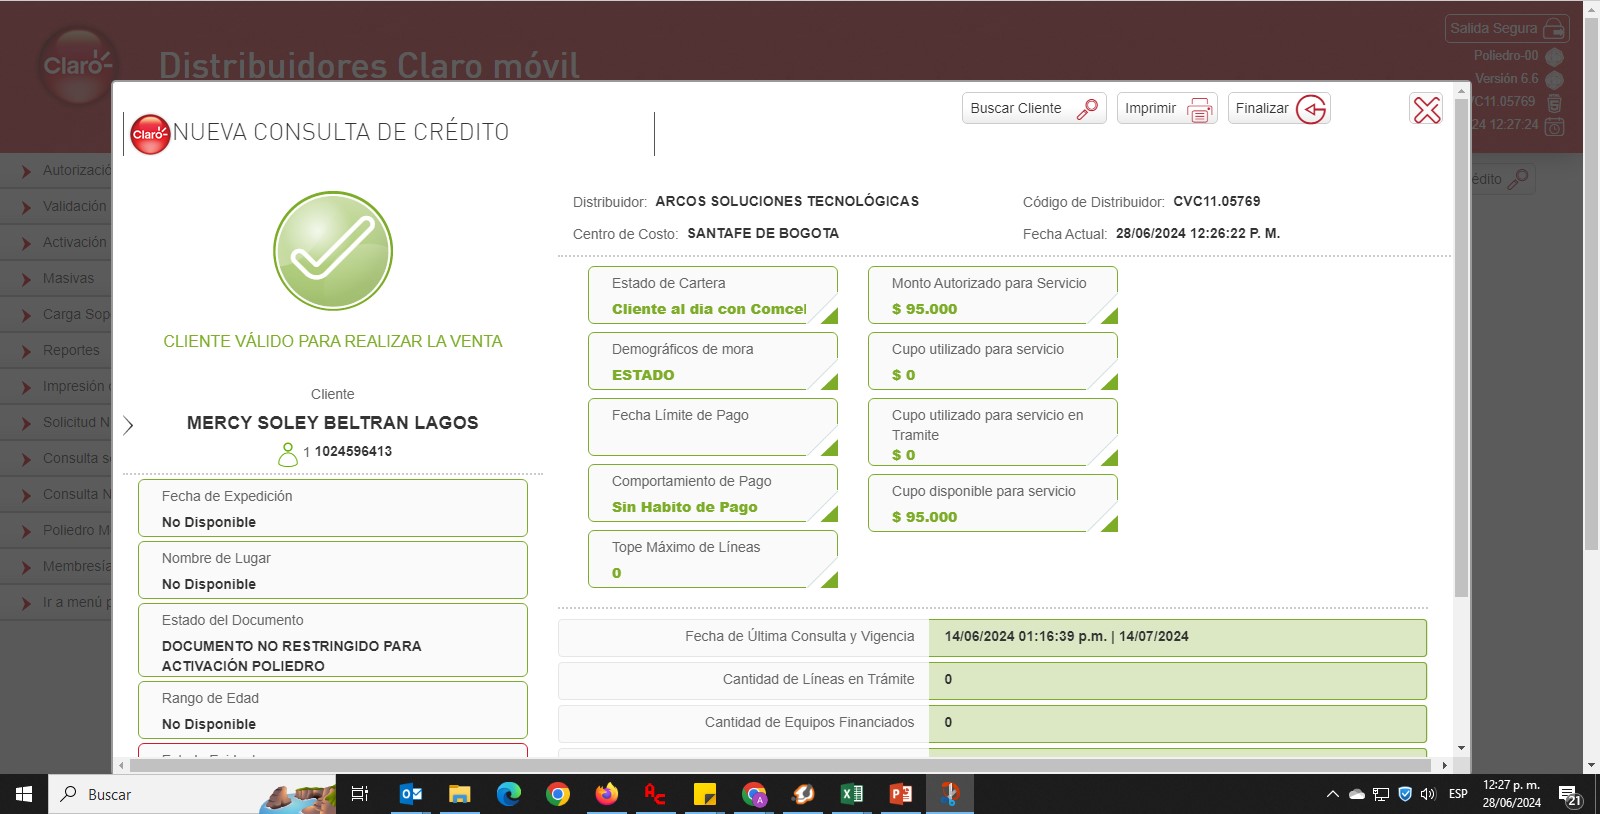 Claro
Distribuidores Claro móvil
Salida Segura
Poliedro-00
Versión 6.6
VC11.05769
24 12:27:24
Buscar Cliente
Imprimir
Finalizar
Claro
NUEVA CONSULTA DE CRÉDITO
Autorizació
Validación
Activación
Masivas
Carga Sop
Reportes
Impresión
Solicitud N
Consulta s
Consulta N
Poliedro M
Membresía
Ir a menú p
édito
CLIENTE VÁLIDO PARA REALIZAR LA VENTA
Cliente
MERCY SOLEY BELTRAN LAGOS
1 1024596413
Fecha de Expedición
No Disponible
Nombre de Lugar
No Disponible
Estado del Documento
DOCUMENTO NO RESTRINGIDO PARA
ACTIVACIÓN POLIEDRO
Rango de Edad
No Disponible
Distribuidor: ARCOS SOLUCIONES TECNOLÓGICAS
Código de Distribuidor: CVC11.05769
Centro de Costo: SANTAFE DE BOGOTA
Fecha Actual: 28/06/2024 12:26:22 P. M.
Estado de Cartera
Cliente al dia con Comcel
Demográficos de mora
ESTADO
Fecha Límite de Pago
Comportamiento de Pago
Sin Habito de Pago
Tope Máximo de Líneas
0
Monto Autorizado para Servicio
$ 95.000
Cupo utilizado para servicio
$ 0
Cupo utilizado para servicio en
Tramite
$ 0
Cupo disponible para servicio
$ 95.000
Fecha de Última Consulta y Vigencia 14/06/2024 01:16:39 p.m. | 14/07/2024
Cantidad de Líneas en Trámite 0
Cantidad de Equipos Financiados 0
Buscar
ESP
12:27 p. m.
28/06/2024
21